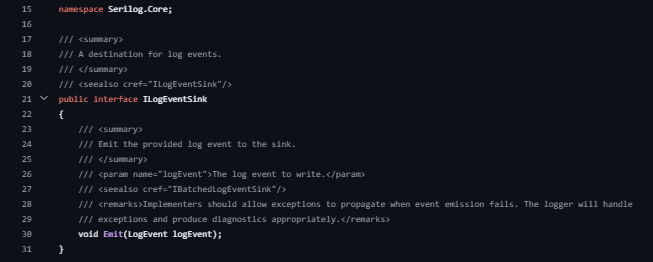 15 namespace Serilog.Core;
16
17 /// <summary>
18 /// A destination for log events.
19 /// </summary>
20 /// <seealso cref="ILogEventSink"/>
21 public interface ILogEventSink
22 {
23 /// <summary>
24 /// Emit the provided log event to the sink.
25 /// </summary>
26 /// <param name="logEvent">The log event to write.</param>
27 /// <seealso cref="IBatchedLogEventSink"/>
28 /// <remarks>Implementers should allow exceptions to propagate when event emission fails. The logger will handle
29 /// exceptions and produce diagnostics appropriately.</remarks>
30 void Emit(LogEvent logEvent);
31 }